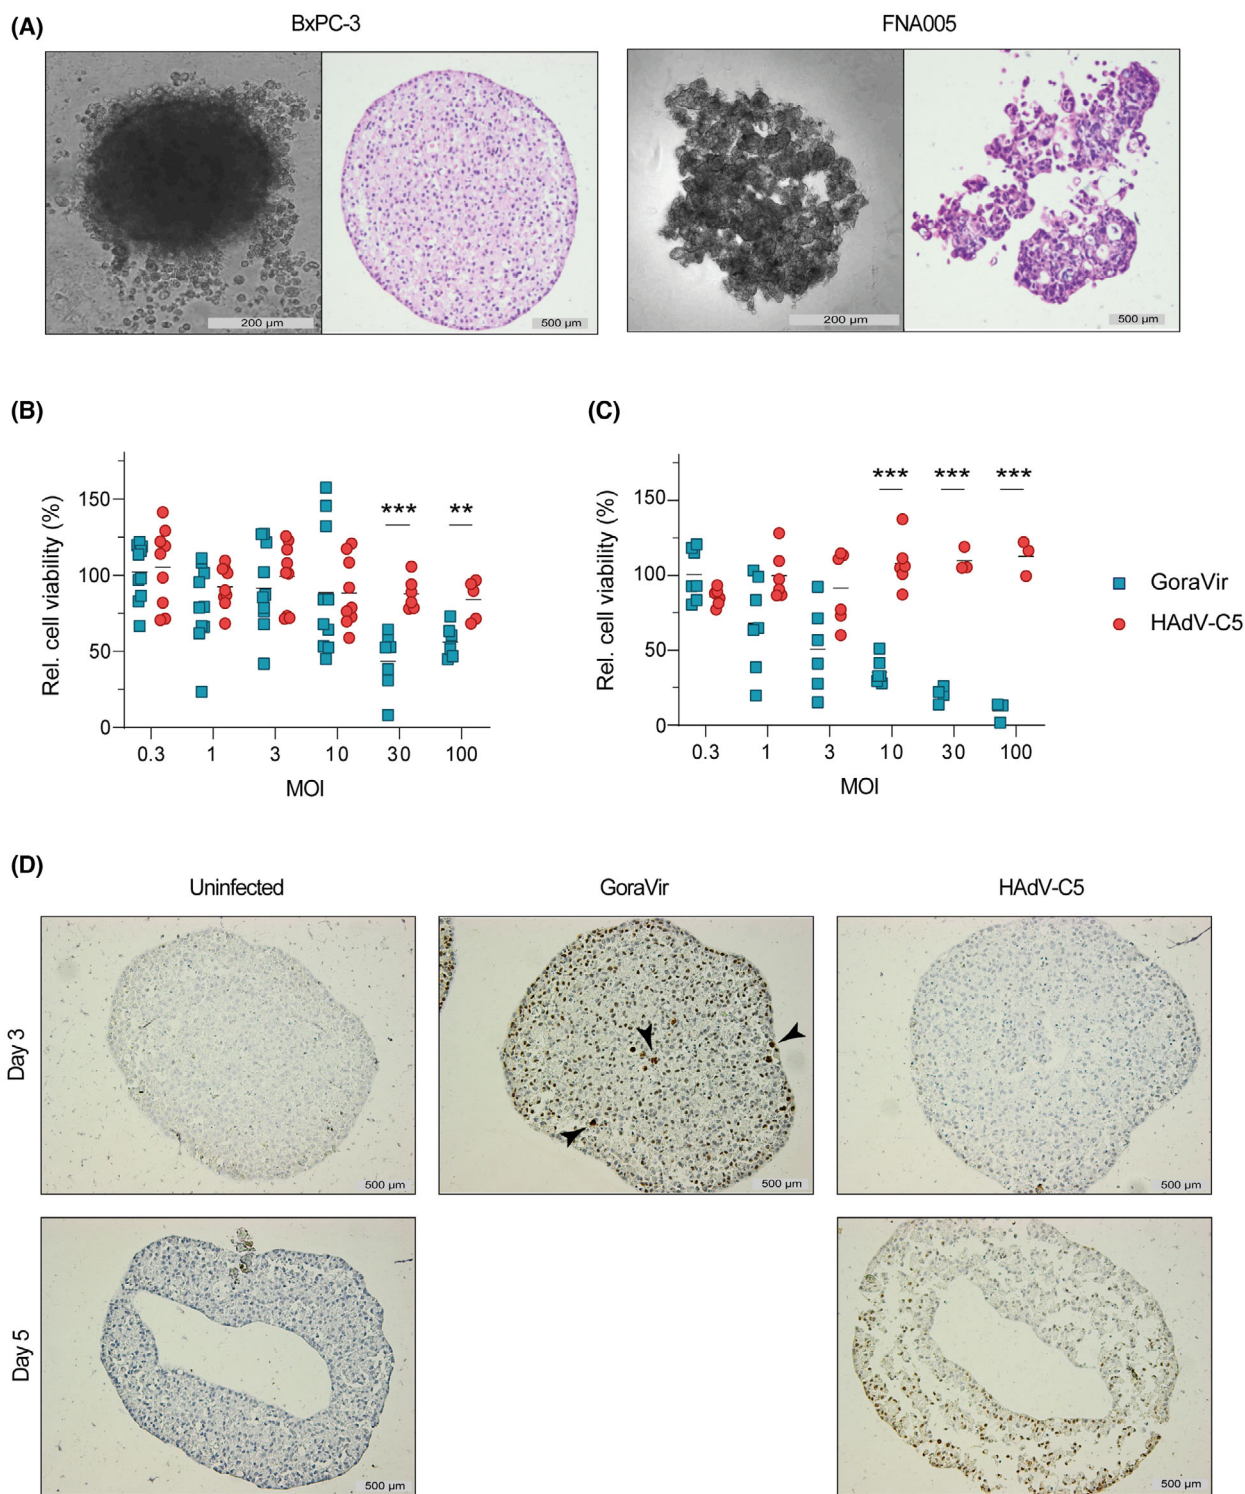 (A)
BxPC-3
FNA005
200 µm
500 µm
200 µm
500 µm
(B)
(C)
Rel. cell viability (%)
150
100
50
0
*** **
0.3 1 3 10 30 100
MOI
Rel. cell viability (%)
150
100
50
0
*** *** ***
0.3 1 3 10 30 100
MOI
GoraVir
HAdV-C5
(D)
Uninfected
GoraVir
HAdV-C5
Day 3
500 µm
500 µm
500 µm
Day 5
500 µm
500 µm